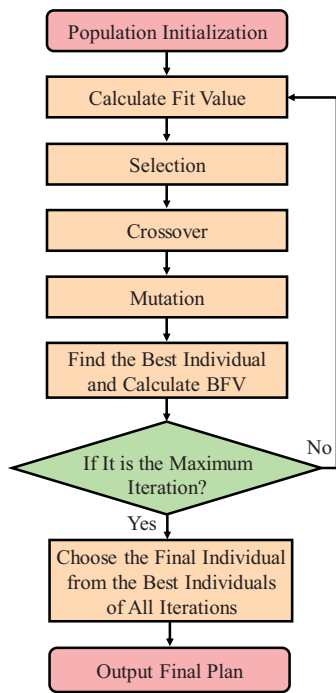 Population Initialization
Calculate Fit Value
Selection
Crossover
Mutation
Find the Best Individual
and Calculate BFV
If It is the Maximum
Iteration?
No
Yes
Choose the Final Individual
from the Best Individuals
of All Iterations
Output Final Plan